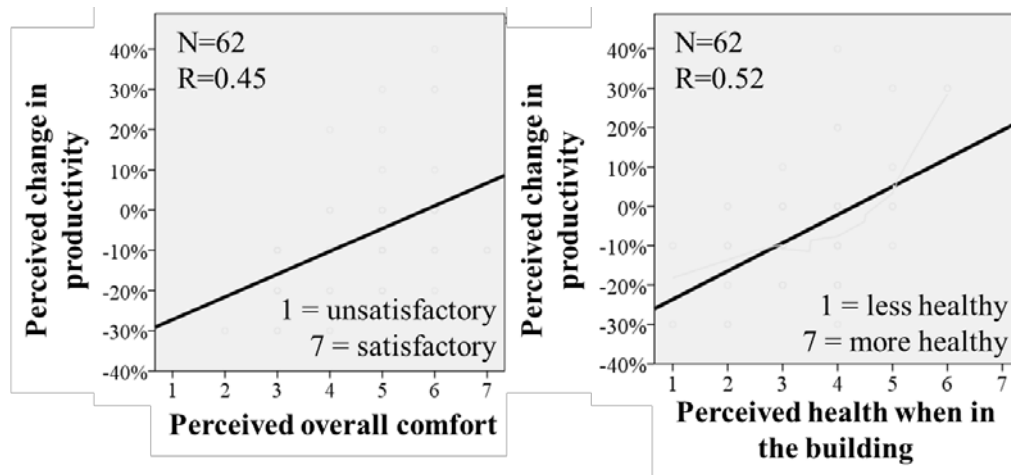 Perceived change in
productivity
40%
30%
20%
10%
0%
-10%
-20%
-30%
-40%
N=62
R=0.45
1 = unsatisfactory
7 = satisfactory
1 2 3 4 5 6 7
Perceived overall comfort
Perceived change in
productivity
40%
30%
20%
10%
0%
-10%
-20%
-30%
-40%
N=62
R=0.52
1 = less healthy
7 = more healthy
1 2 3 4 5 6 7
Perceived health when in
the building